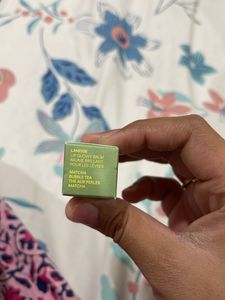 LANEIGE
LIP GLOWY BALM
BAUME BRILLANT
POUR LES LÈVRES
MATCHA
BUBBLE TEA
THÉ AUX PERLES
MATCHA